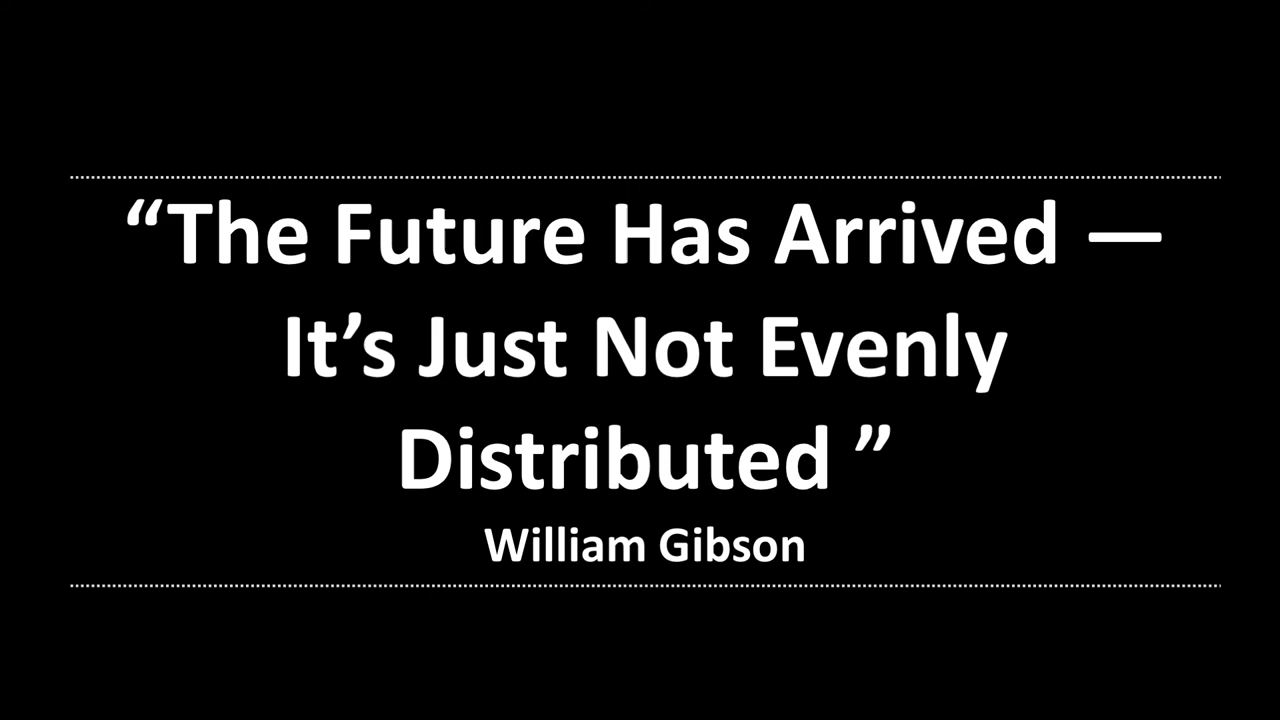 “The Future Has Arrived —
It’s Just Not Evenly
Distributed ”
William Gibson